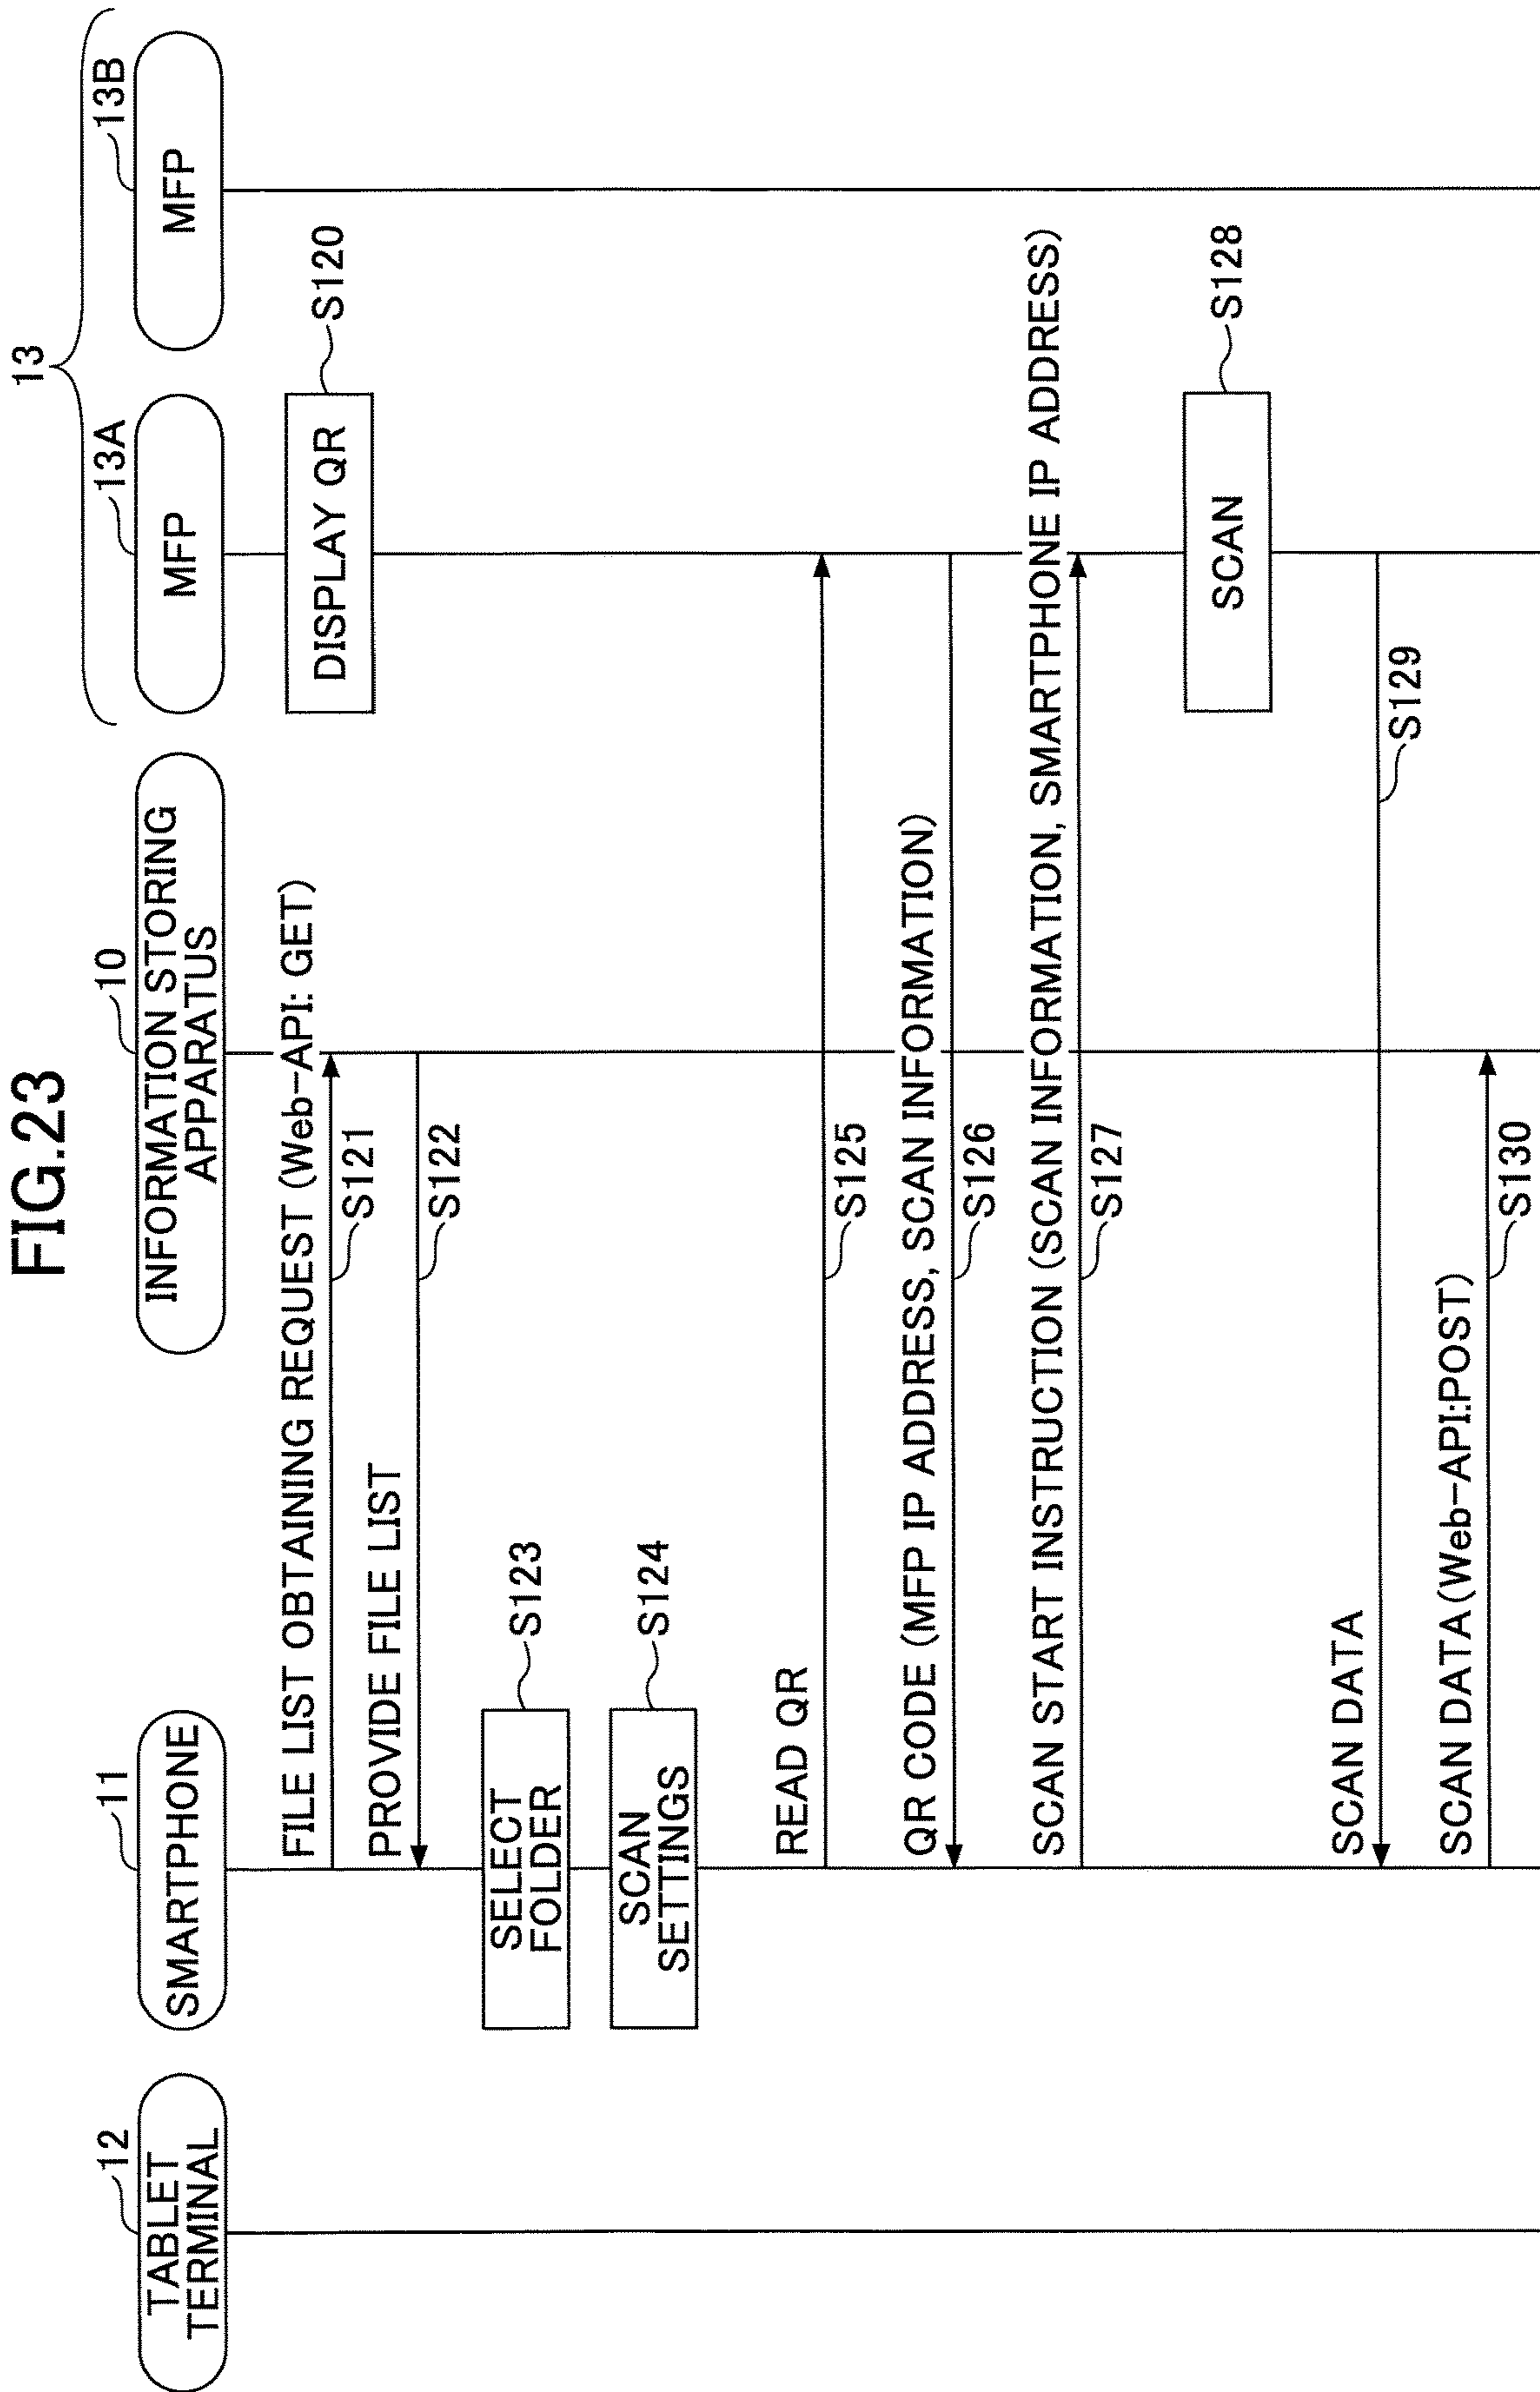 FIG.23
12
TABLET
TERMINAL
11
SMARTPHONE
10
INFORMATION STORING
APPARATUS
13
13A
MFP
13B
MFP
DISPLAY QR
S120
FILE LIST OBTAINING REQUEST (Web-API: GET)
S121
PROVIDE FILE LIST
S122
SELECT
FOLDER
S123
SCAN
SETTINGS
S124
READ QR
S125
QR CODE (MFP IP ADDRESS, SCAN INFORMATION)
S126
SCAN START INSTRUCTION (SCAN INFORMATION, SMARTPHONE IP ADDRESS)
S127
SCAN
S128
SCAN DATA
S129
SCAN DATA(Web-API:POST)
S130